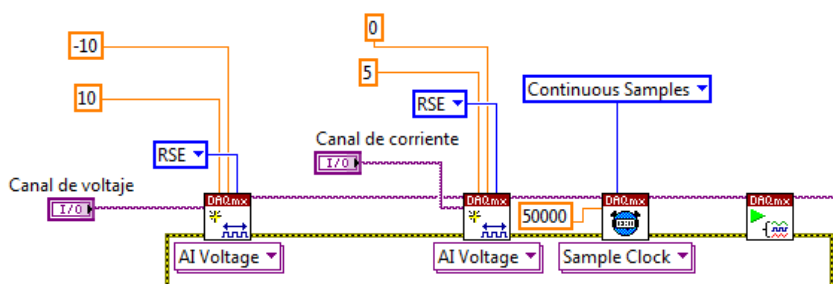 -10
10
RSE
Canal de voltaje
I/O
DAQmx
AI Voltage
0
5
RSE
Canal de corriente
I/O
DAQmx
AI Voltage
Continuous Samples
50000
DAQmx
Sample Clock
DAQmx